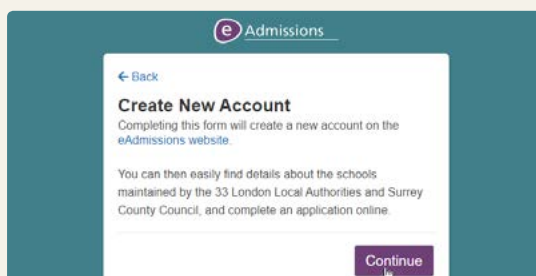 e Admissions
← Back
Create New Account
Completing this form will create a new account on the
eAdmissions website.
You can then easily find details about the schools
maintained by the 33 London Local Authorities and Surrey
County Council, and complete an application online.
Continue